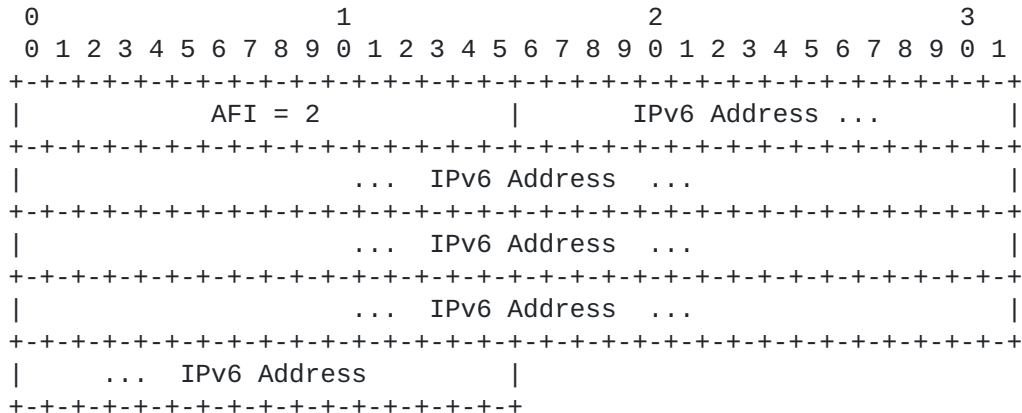 0                   1                   2                   3
 0 1 2 3 4 5 6 7 8 9 0 1 2 3 4 5 6 7 8 9 0 1 2 3 4 5 6 7 8 9 0 1
+-+-+-+-+-+-+-+-+-+-+-+-+-+-+-+-+-+-+-+-+-+-+-+-+-+-+-+-+-+-+-+-+
|            AFI = 2            |       IPv6 Address ...        |
+-+-+-+-+-+-+-+-+-+-+-+-+-+-+-+-+-+-+-+-+-+-+-+-+-+-+-+-+-+-+-+-+
|                     ...  IPv6 Address  ...                    |
+-+-+-+-+-+-+-+-+-+-+-+-+-+-+-+-+-+-+-+-+-+-+-+-+-+-+-+-+-+-+-+-+
|                     ...  IPv6 Address  ...                    |
+-+-+-+-+-+-+-+-+-+-+-+-+-+-+-+-+-+-+-+-+-+-+-+-+-+-+-+-+-+-+-+-+
|                     ...  IPv6 Address  ...                    |
+-+-+-+-+-+-+-+-+-+-+-+-+-+-+-+-+-+-+-+-+-+-+-+-+-+-+-+-+-+-+-+-+
|     ...  IPv6 Address         |
+-+-+-+-+-+-+-+-+-+-+-+-+-+-+-+-+